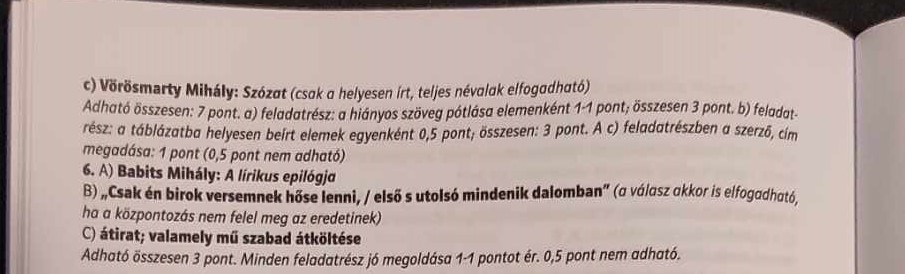 c) Vörösmarty Mihály: Szózat (csak a helyesen írt, teljes névalak elfogadható)
Adható összesen: 7 pont. a) feladatrész: a hiányos szöveg pótlása elemenként 1-1 pont; összesen 3 pont. b) feladat-
rész: a táblázatba helyesen beírt elemek egyenként 0,5 pont; összesen: 3 pont. A c) feladatrészben a szerző, cím
megadása: 1 pont (0,5 pont nem adható)
6. A) Babits Mihály: A lírikus epilógja
B) „Csak én birok versemnek hőse lenni, / első s utolsó mindenik dalomban” (a válasz akkor is elfogadható,
ha a központozás nem felel meg az eredetinek)
C) átirat; valamely mű szabad átköltése
Adható összesen 3 pont. Minden feladatrész jó megoldása 1-1 pontot ér. 0,5 pont nem adható.